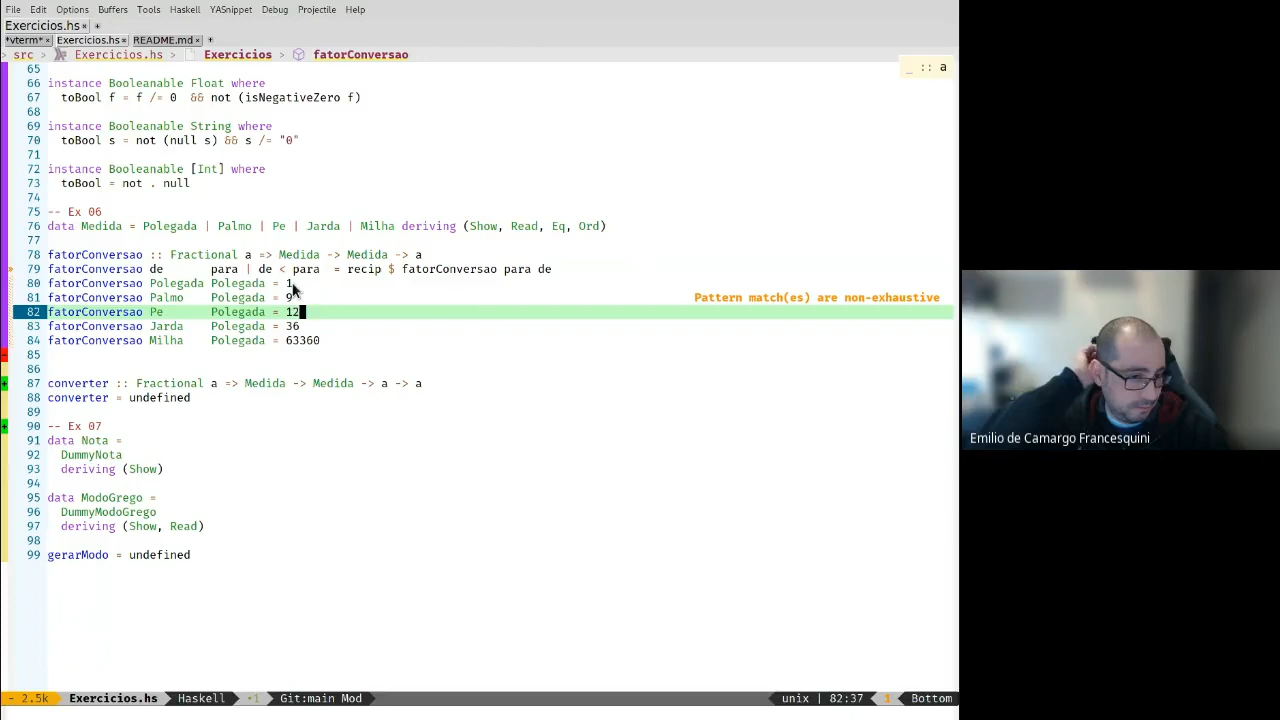 File Edit Options Buffers Tools Haskell YASnippet Debug Projectile Help
Exercicios.hs × +
*vterm* × Exercicios.hs × README.md × +
> src > Exercicios.hs > Exercicios > fatorConversao
_ :: a
65
66 instance Booleanable Float where
67   toBool f = f /= 0  && not (isNegativeZero f)
68
69 instance Booleanable String where
70   toBool s = not (null s) && s /= "0"
71
72 instance Booleanable [Int] where
73   toBool = not . null
74
75 -- Ex 06
76 data Medida = Polegada | Palmo | Pe | Jarda | Milha deriving (Show, Read, Eq, Ord)
77
78 fatorConversao :: Fractional a => Medida -> Medida -> a
79 fatorConversao de       para | de < para  = recip $ fatorConversao para de
80 fatorConversao Polegada Polegada = 1
81 fatorConversao Palmo    Polegada = 9 Pattern match(es) are non-exhaustive
82 fatorConversao Pe       Polegada = 12
83 fatorConversao Jarda    Polegada = 36
84 fatorConversao Milha    Polegada = 63360
85
86
87 converter :: Fractional a => Medida -> Medida -> a -> a
88 converter = undefined
89
90 -- Ex 07
91 data Nota =
92   DummyNota
93   deriving (Show)
94
95 data ModoGrego =
96   DummyModoGrego
97   deriving (Show, Read)
98
99 gerarModo = undefined
Emilio de Camargo Francesquini
- 2.5k Exercicios.hs Haskell •1 Git:main Mod unix | 82:37 1 Bottom